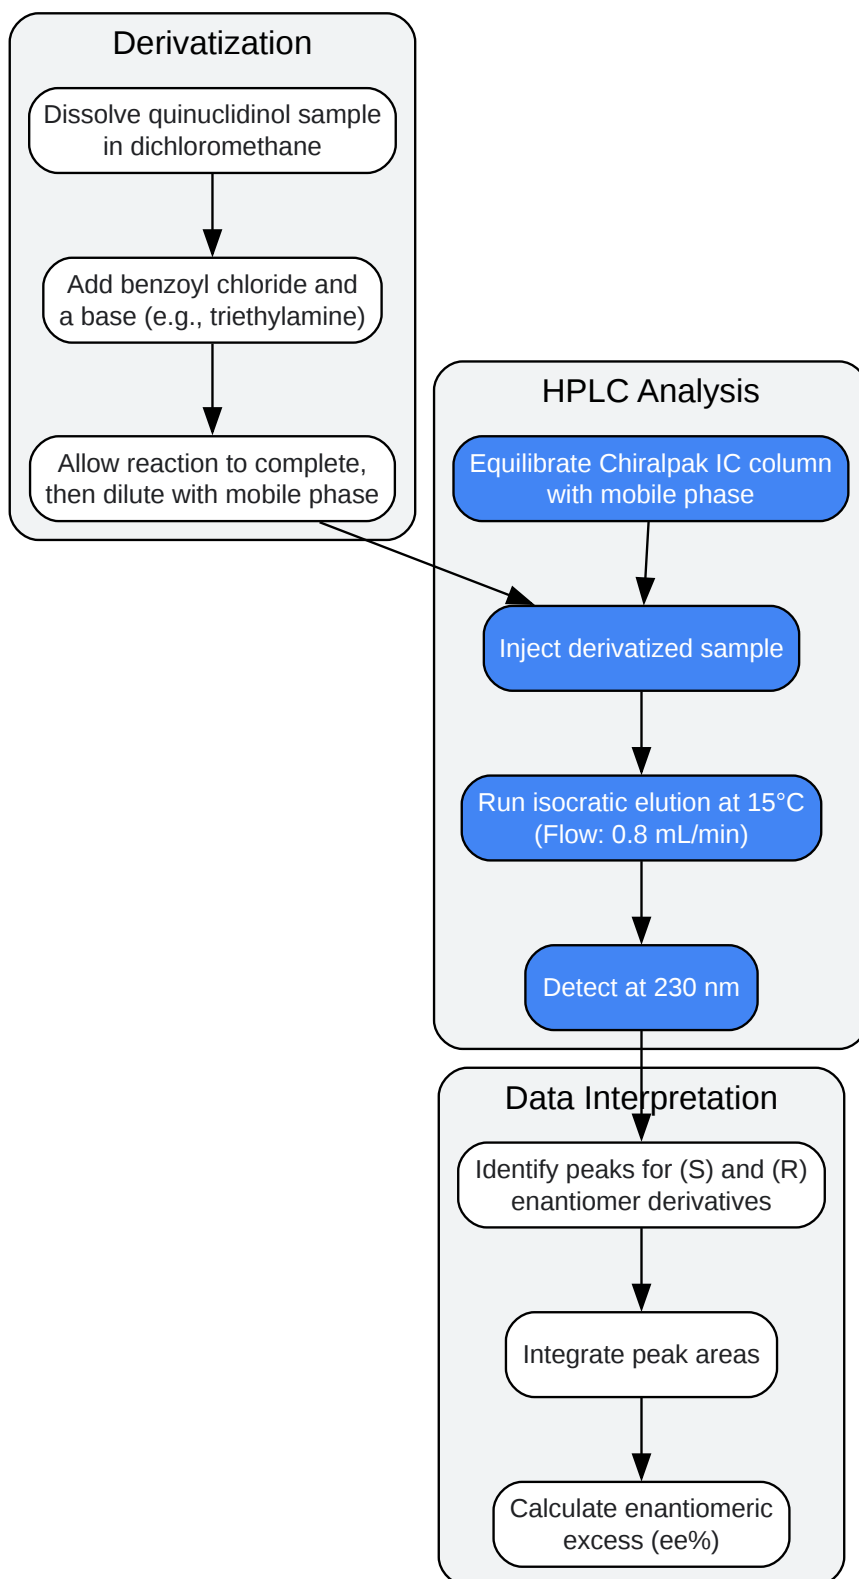 Derivatization
Dissolve quinuclidinol sample
in dichloromethane
Add benzoyl chloride and
a base (e.g., triethylamine)
Allow reaction to complete,
then dilute with mobile phase
HPLC Analysis
Equilibrate Chiralpak IC column
with mobile phase
Inject derivatized sample
Run isocratic elution at 15°C
(Flow: 0.8 mL/min)
Detect at 230 nm
Data Interpretation
Identify peaks for (S) and (R)
enantiomer derivatives
Integrate peak areas
Calculate enantiomeric
excess (ee%)